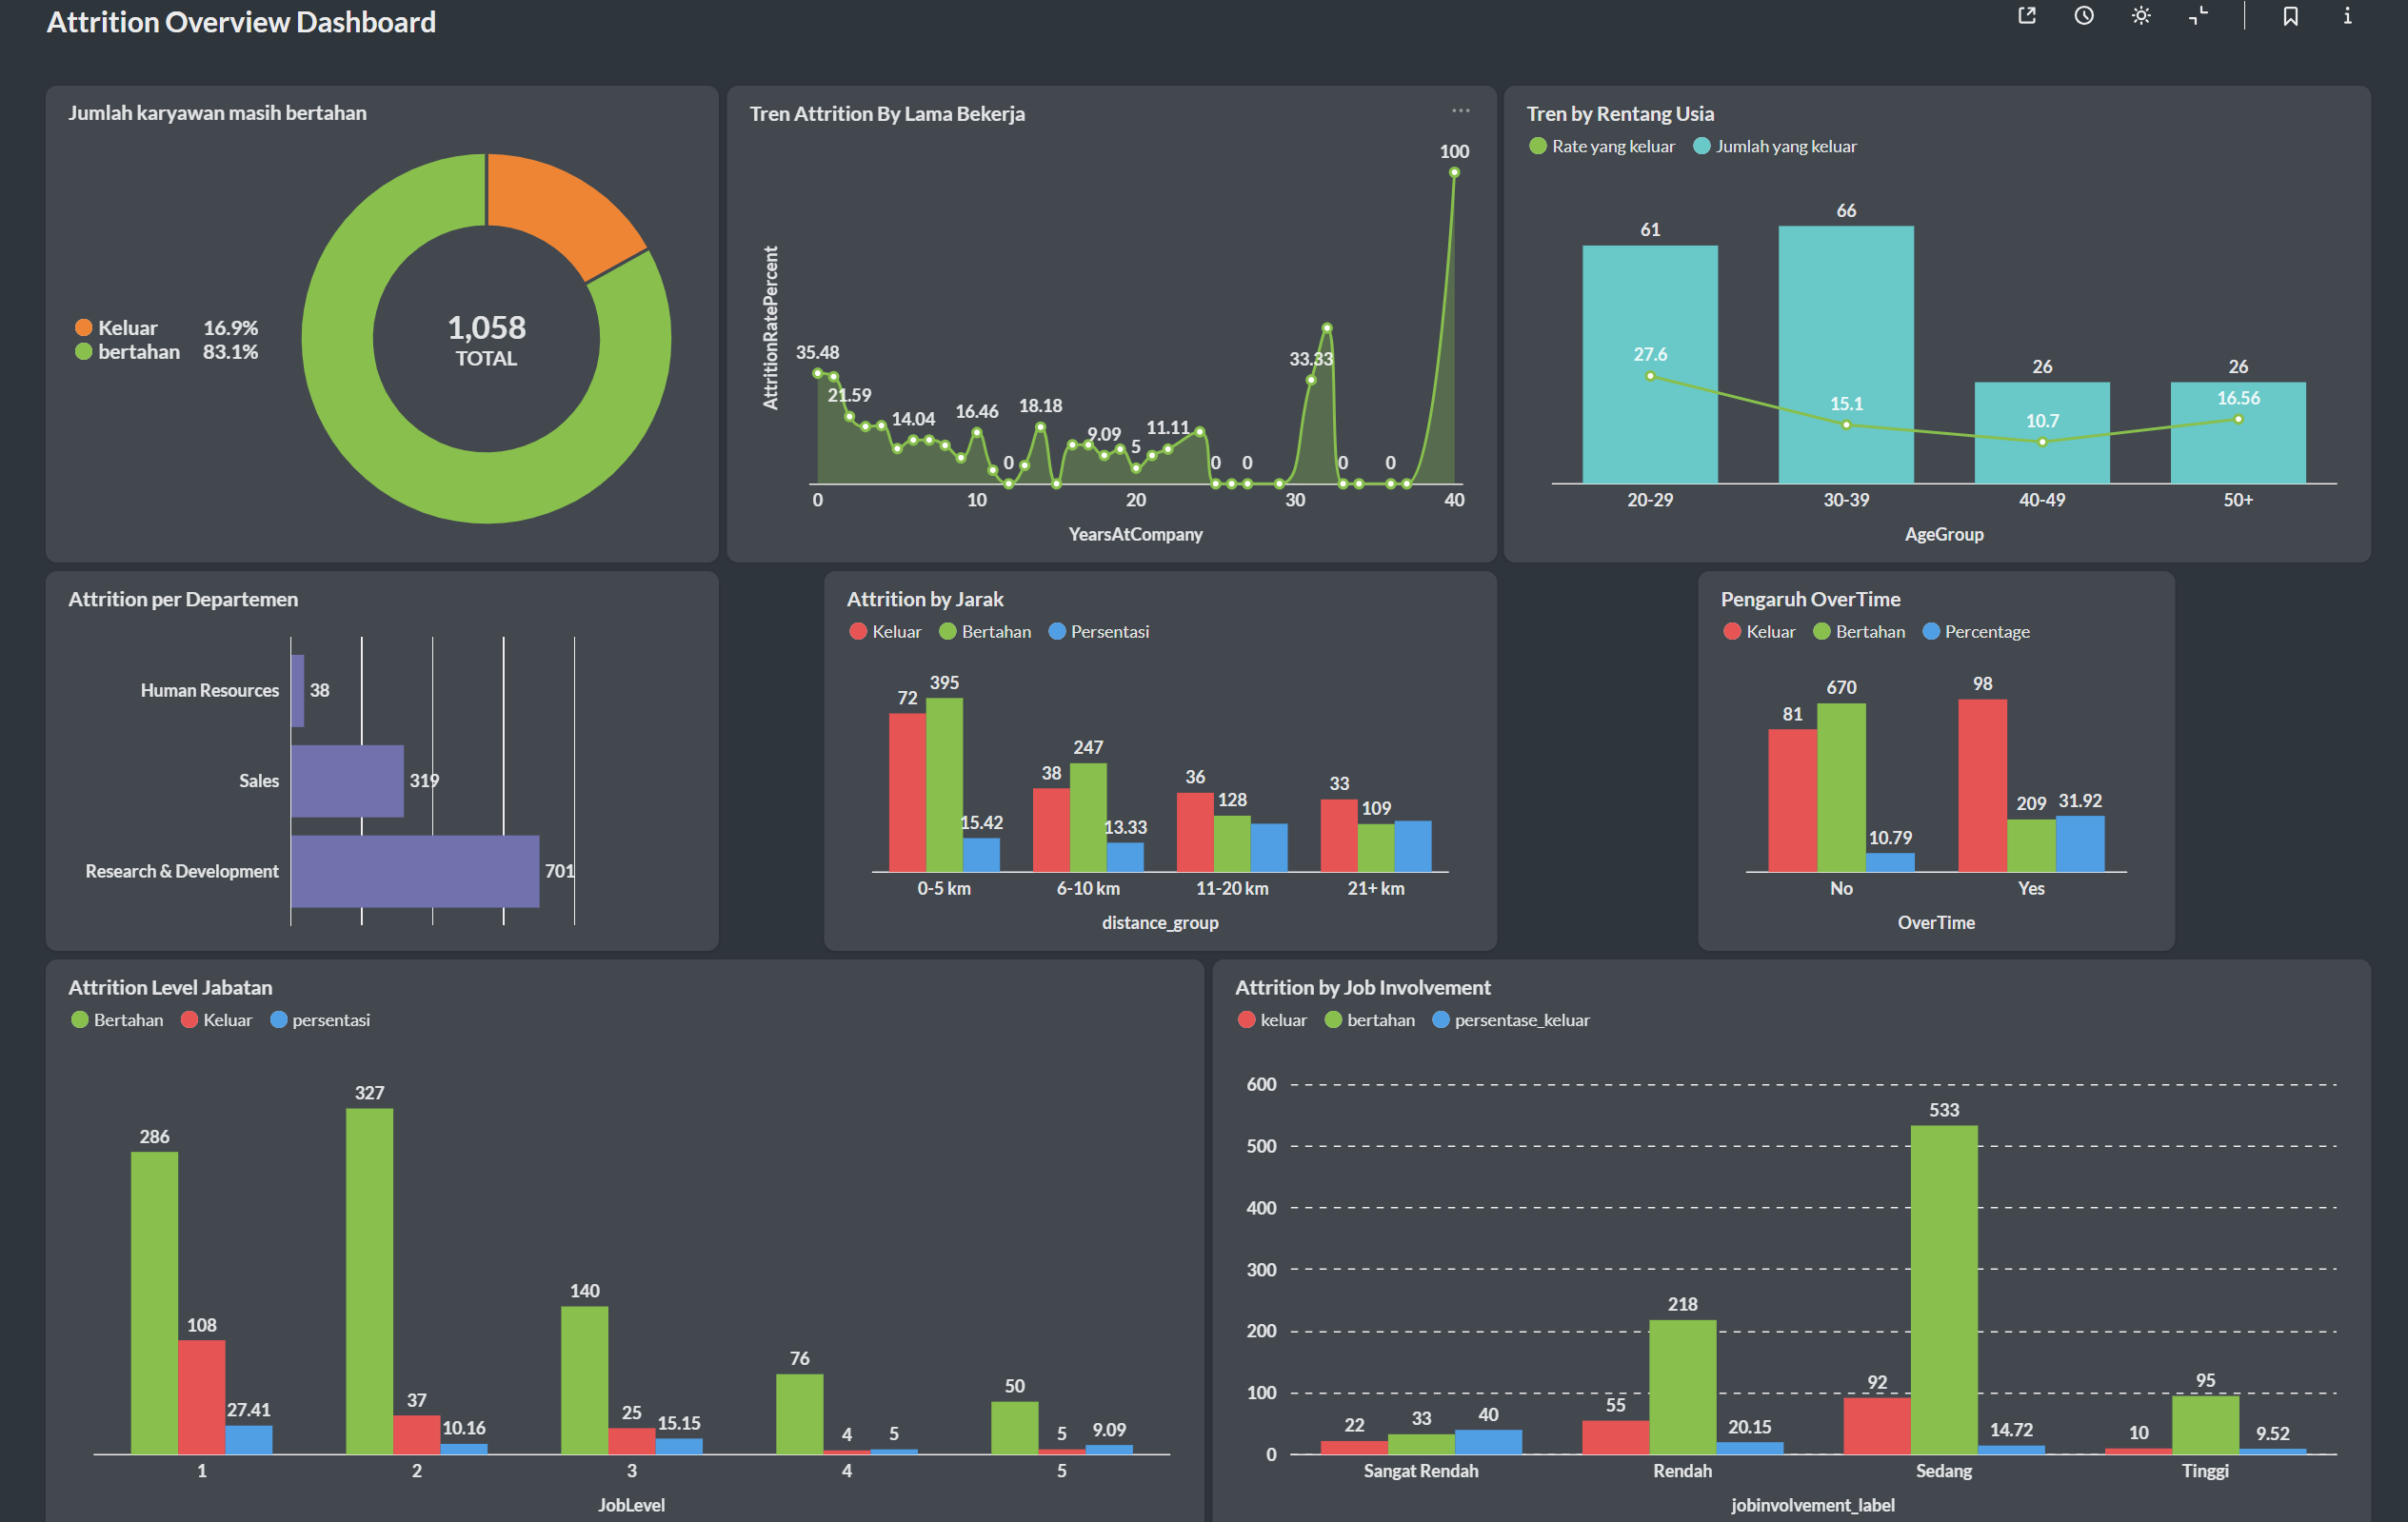 Attrition Overview Dashboard
Jumlah karyawan masih bertahan
Keluar 16.9%
bertahan 83.1%
1,058
TOTAL
Tren Attrition By Lama Bekerja
AttritionRatePercent
35.48
21.59
14.04
16.46
0
18.18
9.09
5
11.11
0
0
33.33
0
0
100
0 10 20 30 40
YearsAtCompany
Tren by Rentang Usia
Rate yang keluar Jumlah yang keluar
61 66 26 26
27.6 15.1 10.7 16.56
20-29 30-39 40-49 50+
AgeGroup
Attrition per Departemen
Human Resources 38
Sales 319
Research & Development 701
Attrition by Jarak
Keluar Bertahan Persentasi
72 395 15.42
38 247 13.33
36 128
33 109
0-5 km 6-10 km 11-20 km 21+ km
distance_group
Pengaruh OverTime
Keluar Bertahan Percentage
81 670 10.79
98 209 31.92
No Yes
OverTime
Attrition Level Jabatan
Bertahan Keluar persentasi
286 108 27.41
327 37 10.16
140 25 15.15
76 4 5
50 5 9.09
1 2 3 4 5
JobLevel
Attrition by Job Involvement
keluar bertahan persentase_keluar
600
500
400
300
200
100
0
22 33 40
55 218 20.15
92 533 14.72
10 95 9.52
Sangat Rendah Rendah Sedang Tinggi
jobinvolvement_label